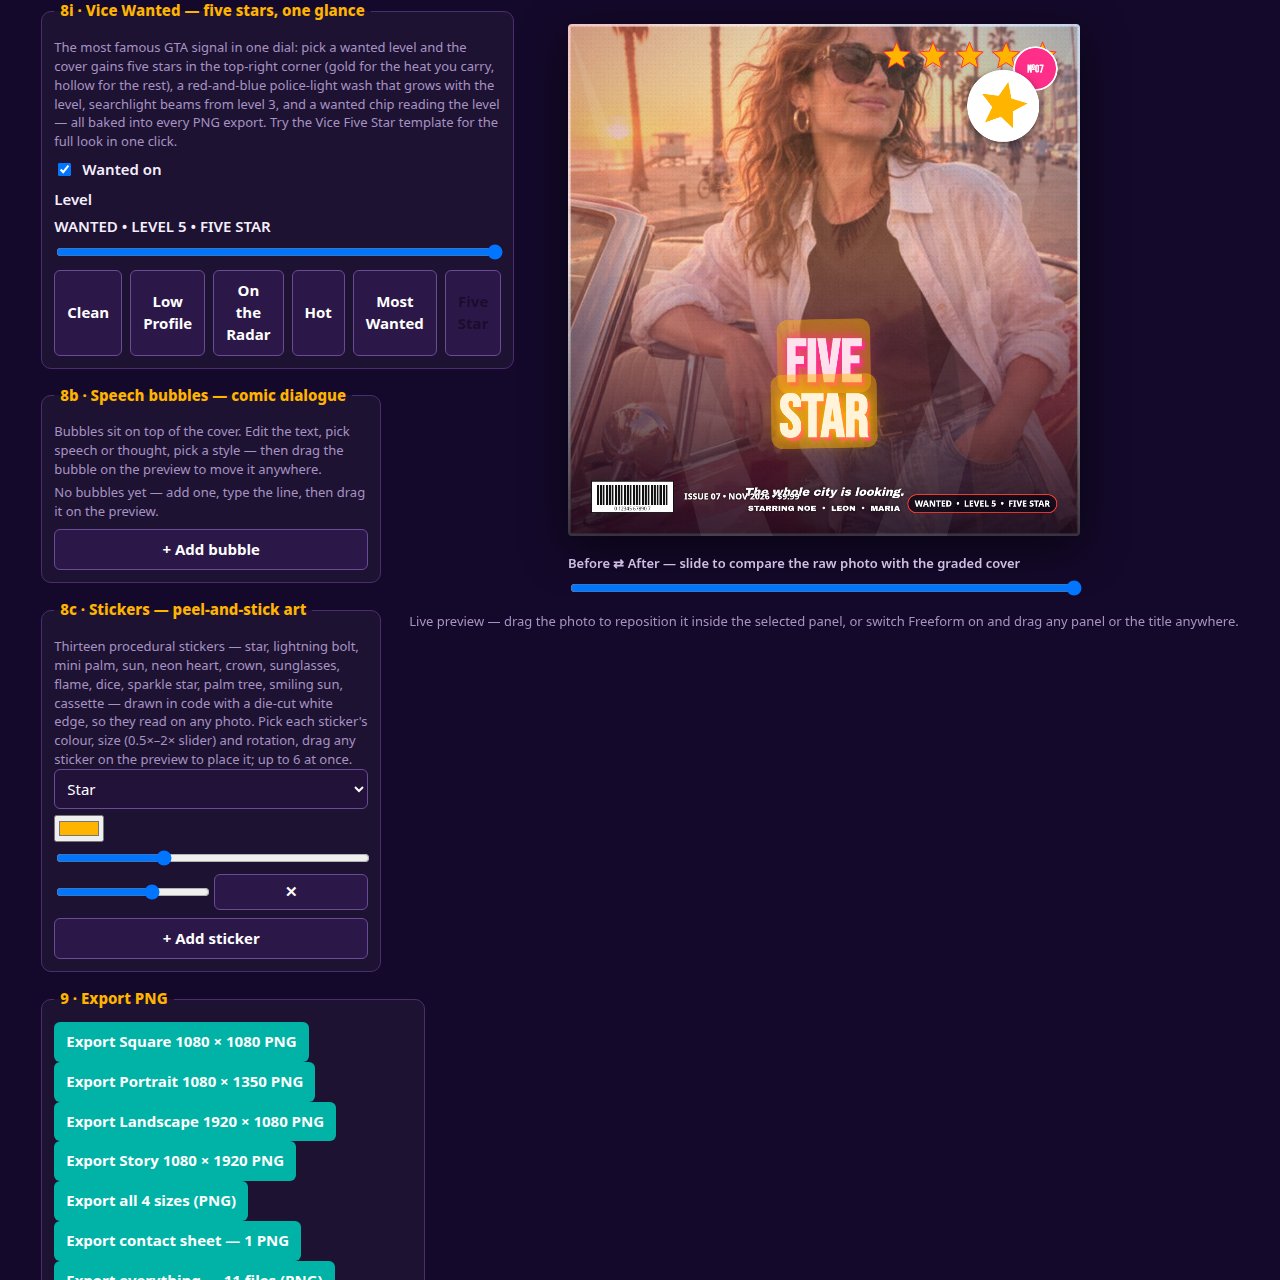 8i · Vice Wanted — five stars, one glance
The most famous GTA signal in one dial: pick a wanted level and the
cover gains five stars in the top-right corner (gold for the heat you carry,
hollow for the rest), a red-and-blue police-light wash that grows with the
level, searchlight beams from level 3, and a wanted chip reading the level
— all baked into every PNG export. Try the Vice Five Star template for the
full look in one click.
Wanted on
Level
WANTED • LEVEL 5 • FIVE STAR
Clean
Low
Profile
On
the
Radar
Hot
Most
Wanted
Five
Star
8b · Speech bubbles — comic dialogue
Bubbles sit on top of the cover. Edit the text, pick
speech or thought, pick a style — then drag the
bubble on the preview to move it anywhere.
No bubbles yet — add one, type the line, then drag
it on the preview.
+ Add bubble
8c · Stickers — peel-and-stick art
Thirteen procedural stickers — star, lightning bolt,
mini palm, sun, neon heart, crown, sunglasses,
flame, dice, sparkle star, palm tree, smiling sun,
cassette — drawn in code with a die-cut white
edge, so they read on any photo. Pick each sticker's
colour, size (0.5×–2× slider) and rotation, drag any
sticker on the preview to place it; up to 6 at once.
Star
✕
+ Add sticker
9 · Export PNG
Export Square 1080 × 1080 PNG
Export Portrait 1080 × 1350 PNG
Export Landscape 1920 × 1080 PNG
Export Story 1080 × 1920 PNG
Export all 4 sizes (PNG)
Export contact sheet — 1 PNG
Export everything — 11 files (PNG)
Nº07
FIVE
STAR
ISSUE 07 • NOV 2026 • $9.99
The whole city is looking.
STARRING NOE • LEON • MARIA
WANTED • LEVEL 5 • FIVE STAR
Before ⇄ After — slide to compare the raw photo with the graded cover
Live preview — drag the photo to reposition it inside the selected panel, or switch Freeform on and drag any panel or the title anywhere.